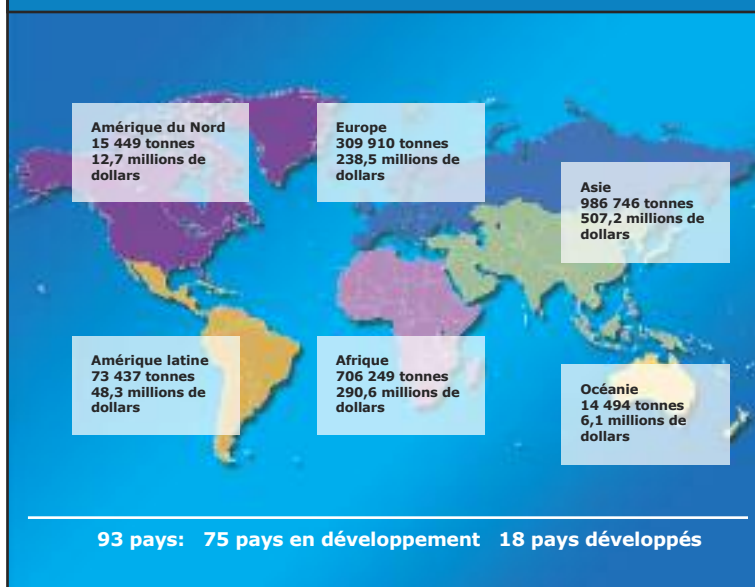 Amérique du Nord
15 449 tonnes
12,7 millions de
dollars
Europe
309 910 tonnes
238,5 millions de
dollars
Asie
986 746 tonnes
507,2 millions de
dollars
Amérique latine
73 437 tonnes
48,3 millions de
dollars
Afrique
706 249 tonnes
290,6 millions de
dollars
Océanie
14 494 tonnes
6,1 millions de
dollars
93 pays: 75 pays en développement 18 pays développés